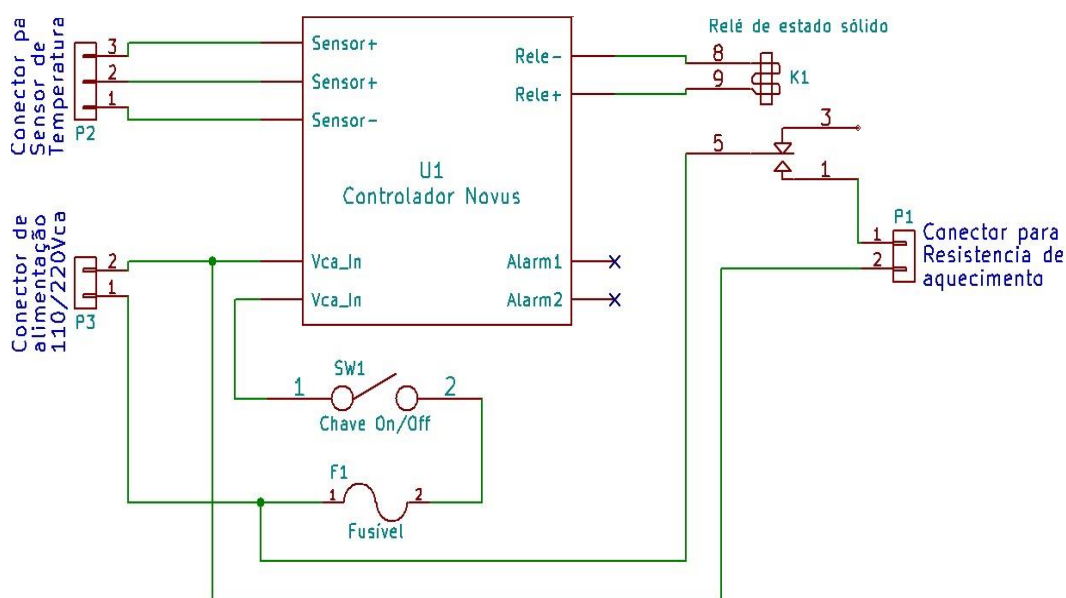 Conector pa
Sensor de
Temperatura
3
2
1
P2
Sensor+
Sensor+
Sensor-
U1
Controlador Novus
Rele-
Rele+
Vca_In
Vca_In
Alarm1
Alarm2
Relé de estado sólido
8
9
K1
5
3
1
P1
1
2
Conector para
Resistencia de
aquecimento
Conector de
alimentação
110/220Vca
2
1
P3
SW1
1
2
Chave On/Off
F1
1
2
Fusível